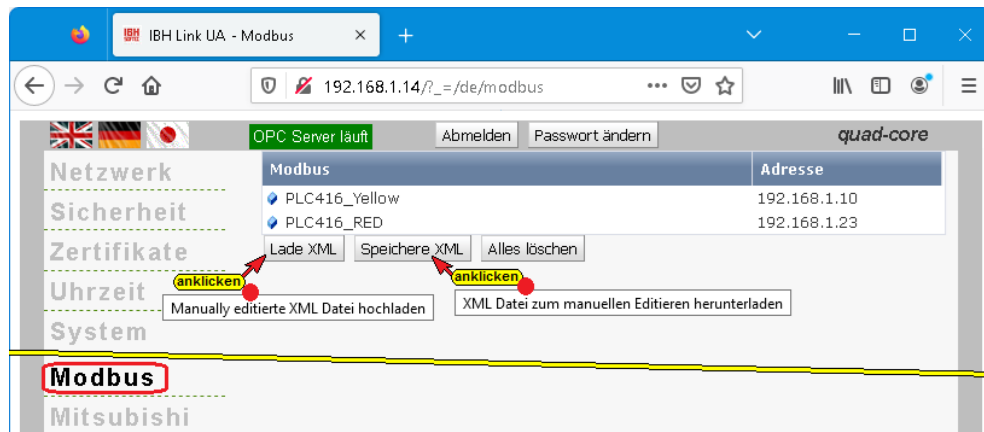 IBH Link UA - Modbus
192.168.1.14/?_=/de/modbus
OPC Server läuft Abmelden Passwort ändern quad-core
Netzwerk
Sicherheit
Zertifikate
Uhrzeit
System
Modbus
Mitsubishi
Modbus Adresse
PLC416_Yellow 192.168.1.10
PLC416_RED 192.168.1.23
Lade XML Speichere XML Alles löschen
anklicken
anklicken
Manually editierte XML Datei hochladen
XML Datei zum manuellen Editieren herunterladen